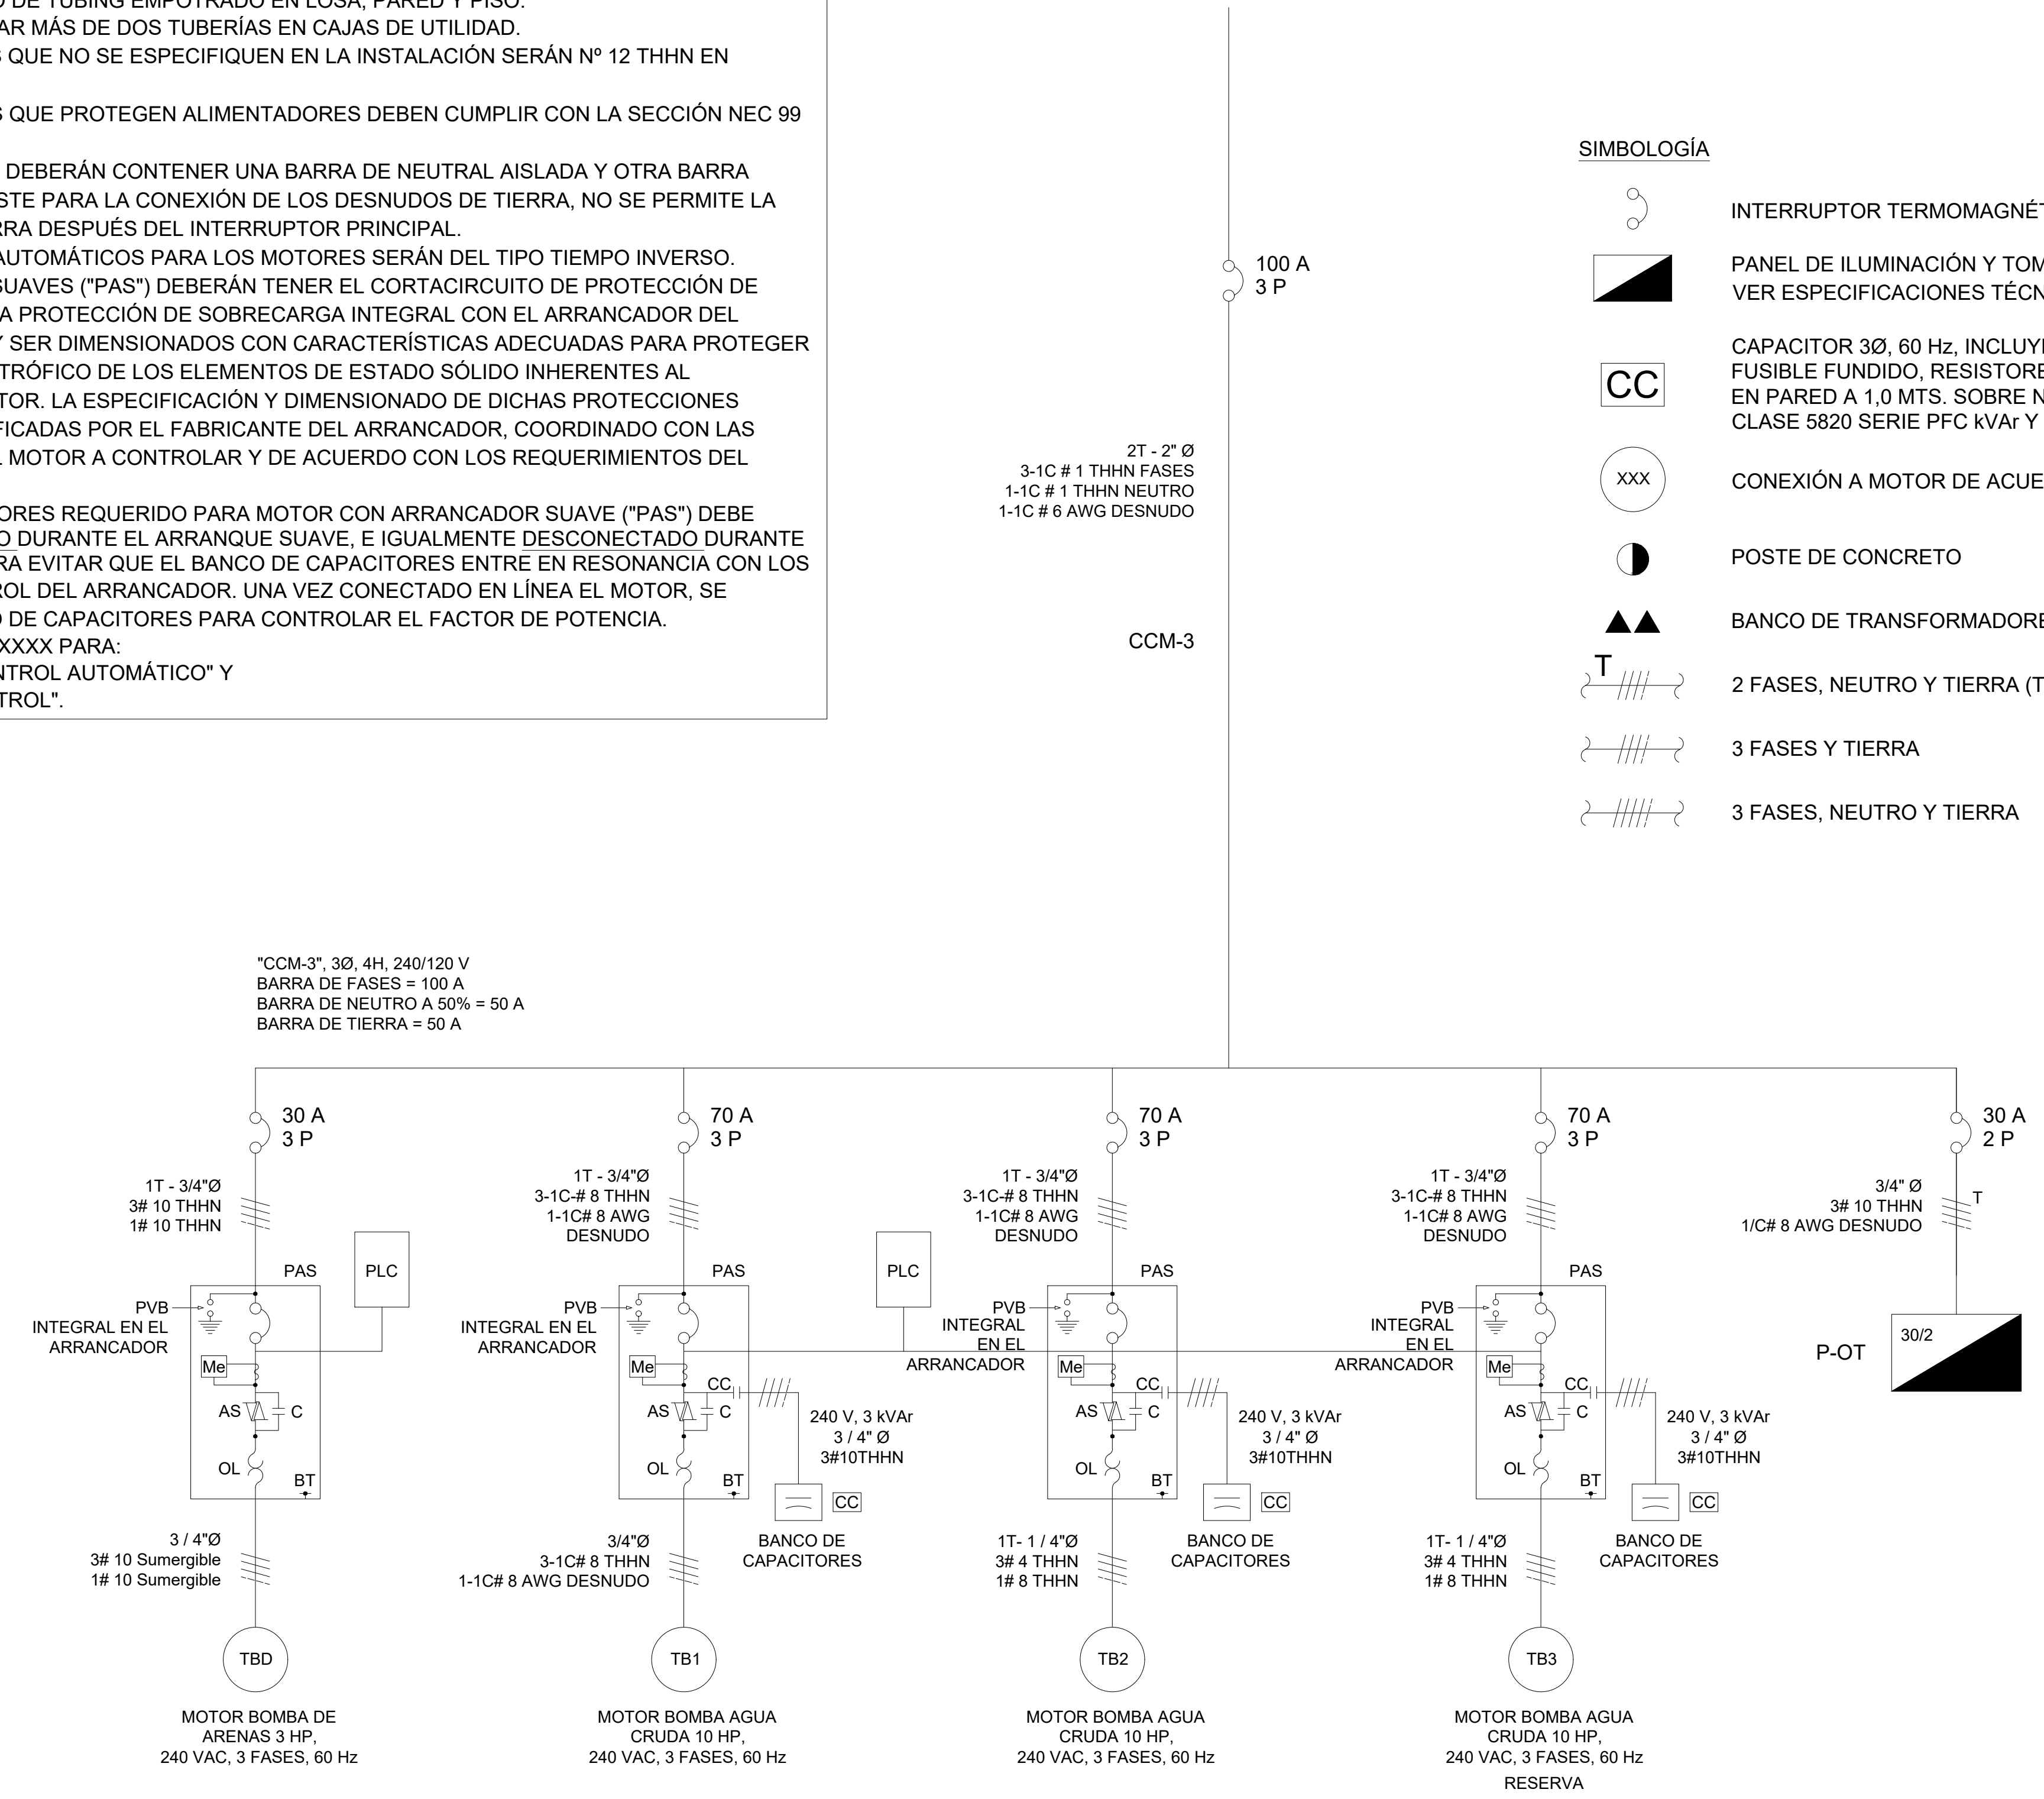 DE TUBING EMPOTRADO EN LOSA, PARED Y PISO.
AR MÁS DE DOS TUBERÍAS EN CAJAS DE UTILIDAD.
QUE NO SE ESPECIFIQUEN EN LA INSTALACIÓN SERÁN Nº 12 THHN EN
QUE PROTEGEN ALIMENTADORES DEBEN CUMPLIR CON LA SECCIÓN NEC 99
DEBERÁN CONTENER UNA BARRA DE NEUTRAL AISLADA Y OTRA BARRA
STE PARA LA CONEXIÓN DE LOS DESNUDOS DE TIERRA, NO SE PERMITE LA
RRA DESPUÉS DEL INTERRUPTOR PRINCIPAL.
AUTOMÁTICOS PARA LOS MOTORES SERÁN DEL TIPO TIEMPO INVERSO.
SUAVES ("PAS") DEBERÁN TENER EL CORTACIRCUITO DE PROTECCIÓN DE
A PROTECCIÓN DE SOBRECARGA INTEGRAL CON EL ARRANCADOR DEL
Y SER DIMENSIONADOS CON CARACTERÍSTICAS ADECUADAS PARA PROTEGER
TRÓFICO DE LOS ELEMENTOS DE ESTADO SÓLIDO INHERENTES AL
TOR. LA ESPECIFICACIÓN Y DIMENSIONADO DE DICHAS PROTECCIONES
FICADAS POR EL FABRICANTE DEL ARRANCADOR, COORDINADO CON LAS
L MOTOR A CONTROLAR Y DE ACUERDO CON LOS REQUERIMIENTOS DEL
ORES REQUERIDO PARA MOTOR CON ARRANCADOR SUAVE ("PAS") DEBE
O DURANTE EL ARRANQUE SUAVE, E IGUALMENTE DESCONECTADO DURANTE
RA EVITAR QUE EL BANCO DE CAPACITORES ENTRE EN RESONANCIA CON LOS
ROL DEL ARRANCADOR. UNA VEZ CONECTADO EN LÍNEA EL MOTOR, SE
O DE CAPACITORES PARA CONTROLAR EL FACTOR DE POTENCIA.
XXXX PARA:
NTROL AUTOMÁTICO" Y
TROL".
100 A
3 P
2T - 2" Ø
3-1C # 1 THHN FASES
1-1C # 1 THHN NEUTRO
1-1C # 6 AWG DESNUDO
CCM-3
SIMBOLOGÍA
INTERRUPTOR TERMOMAGNÉT
PANEL DE ILUMINACIÓN Y TOM
VER ESPECIFICACIONES TÉCN
CC
CAPACITOR 3Ø, 60 Hz, INCLUYE
FUSIBLE FUNDIDO, RESISTORE
EN PARED A 1,0 MTS. SOBRE N
CLASE 5820 SERIE PFC kVAr Y
XXX
CONEXIÓN A MOTOR DE ACUE
POSTE DE CONCRETO
BANCO DE TRANSFORMADORE
T
2 FASES, NEUTRO Y TIERRA (T
3 FASES Y TIERRA
3 FASES, NEUTRO Y TIERRA
"CCM-3", 3Ø, 4H, 240/120 V
BARRA DE FASES = 100 A
BARRA DE NEUTRO A 50% = 50 A
BARRA DE TIERRA = 50 A
30 A
3 P
1T - 3/4"Ø
3# 10 THHN
1# 10 THHN
PLC
PAS
PVB
INTEGRAL EN EL
ARRANCADOR
Me
AS
C
OL
BT
3 / 4"Ø
3# 10 Sumergible
1# 10 Sumergible
TBD
MOTOR BOMBA DE
ARENAS 3 HP,
240 VAC, 3 FASES, 60 Hz
70 A
3 P
1T - 3/4"Ø
3-1C-# 8 THHN
1-1C# 8 AWG
DESNUDO
PLC
PAS
PVB
INTEGRAL EN EL
ARRANCADOR
Me
CC
AS
C
OL
BT
240 V, 3 kVAr
3 / 4" Ø
3#10THHN
CC
BANCO DE
CAPACITORES
3/4"Ø
3-1C# 8 THHN
1-1C# 8 AWG DESNUDO
TB1
MOTOR BOMBA AGUA
CRUDA 10 HP,
240 VAC, 3 FASES, 60 Hz
70 A
3 P
1T - 3/4"Ø
3-1C-# 8 THHN
1-1C# 8 AWG
DESNUDO
PAS
PVB
INTEGRAL
EN EL
ARRANCADOR
Me
CC
AS
C
OL
BT
240 V, 3 kVAr
3 / 4" Ø
3#10THHN
CC
BANCO DE
CAPACITORES
1T- 1 / 4"Ø
3# 4 THHN
1# 8 THHN
TB2
MOTOR BOMBA AGUA
CRUDA 10 HP,
240 VAC, 3 FASES, 60 Hz
70 A
3 P
1T - 3/4"Ø
3-1C-# 8 THHN
1-1C# 8 AWG
DESNUDO
PAS
PVB
INTEGRAL
EN EL
ARRANCADOR
Me
CC
AS
C
OL
BT
240 V, 3 kVAr
3 / 4" Ø
3#10THHN
CC
BANCO DE
CAPACITORES
1T- 1 / 4"Ø
3# 4 THHN
1# 8 THHN
TB3
MOTOR BOMBA AGUA
CRUDA 10 HP,
240 VAC, 3 FASES, 60 Hz
RESERVA
30 A
2 P
3/4" Ø
3# 10 THHN
1/C# 8 AWG DESNUDO
T
P-OT
30/2